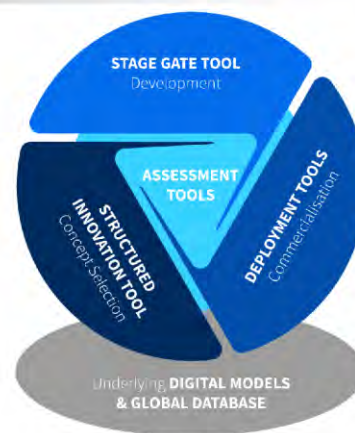 STAGE GATE TOOL
Development
ASSESSMENT
TOOLS
STRUCTURED
INNOVATION TOOL
Concept Selection
DEPLOYMENT TOOLS
Commercialisation
Underlying DIGITAL MODELS
& GLOBAL DATABASE